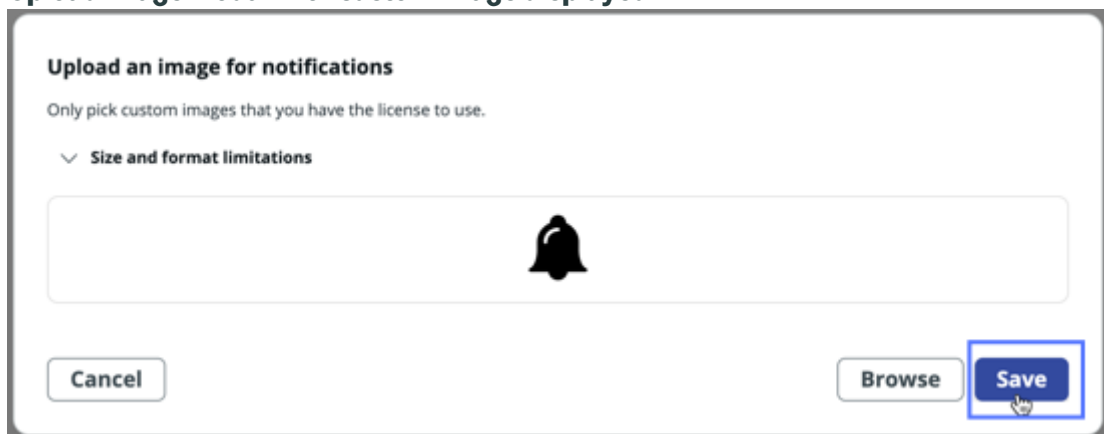 Upload an image for notifications
Only pick custom images that you have the license to use.
Size and format limitations
Cancel
Browse
Save